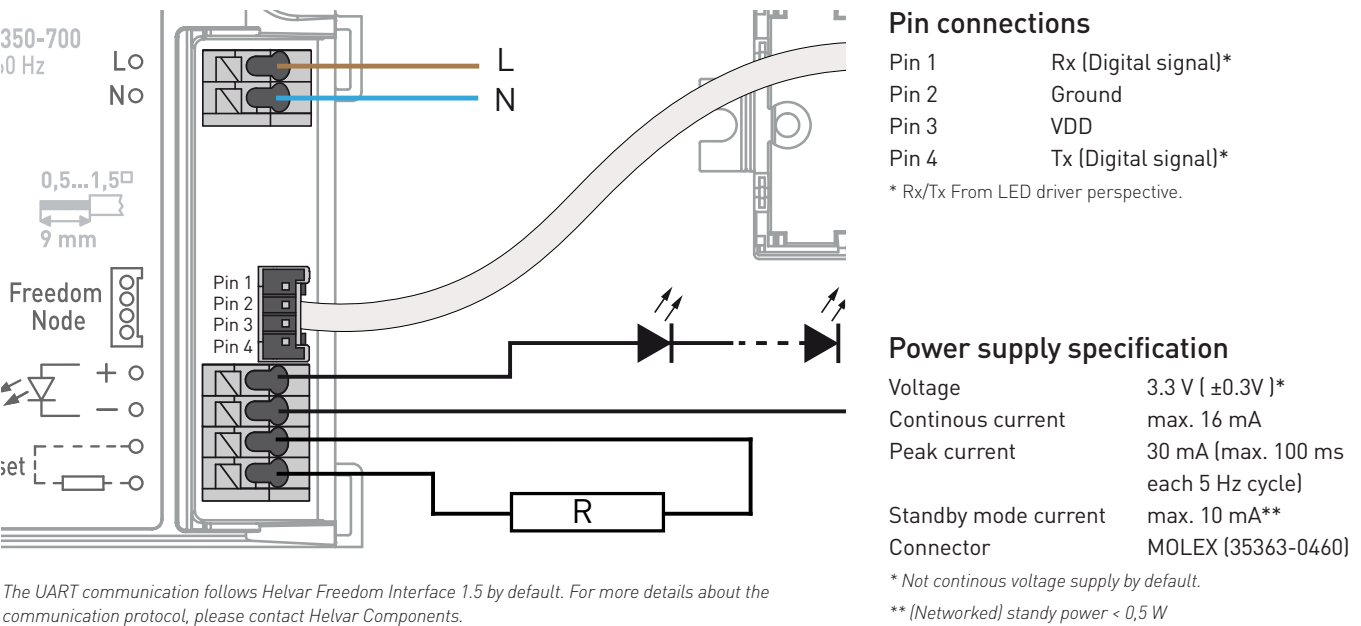 350-700
60 Hz
L
N
L
N
0,5...1,5
9 mm
Freedom
Node
Pin 1
Pin 2
Pin 3
Pin 4
+
–
set
R
The UART communication follows Helvar Freedom Interface 1.5 by default. For more details about the
communication protocol, please contact Helvar Components.
Pin connections
Pin 1 Rx (Digital signal)*
Pin 2 Ground
Pin 3 VDD
Pin 4 Tx (Digital signal)*
* Rx/Tx From LED driver perspective.
Power supply specification
Voltage 3.3 V ( ±0.3V )*
Continous current max. 16 mA
Peak current 30 mA (max. 100 ms
each 5 Hz cycle)
Standby mode current max. 10 mA**
Connector MOLEX (35363-0460)
* Not continous voltage supply by default.
** (Networked) standy power < 0,5 W